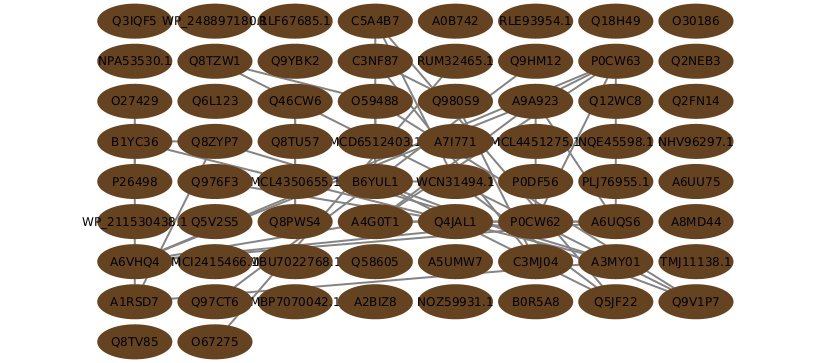 Q3IQF5 WP_248897180.1 RLF67685.1 C5A4B7 A0B742 RLE93954.1 Q18H49 O30186
NPA53530.1 Q8TZW1 Q9YBK2 C3NF87 RUM32465.1 Q9HM12 P0CW63 Q2NEB3
O27429 Q6L123 Q46CW6 O59488 Q980S9 A9A923 Q12WC8 Q2FN14
B1YC36 Q8ZYP7 Q8TU57 MCD6512403.1 A7I771 MCL4451275.1 NQE45598.1 NHV96297.1
P26498 Q976F3 MCL4350655.1 B6YUL1 WCN31494.1 P0DF56 PLJ76955.1 A6UU75
WP_211530438.1 Q5V2S5 Q8PWS4 A4G0T1 Q4JAL1 P0CW62 A6UQS6 A8MD44
A6VHQ4 MCI2415466.1 MBU7022768.1 Q58605 A5UMW7 C3MJ04 A3MY01 TMJ11138.1
A1RSD7 Q97CT6 MBP7070042.1 A2BIZ8 NOZ59931.1 B0R5A8 Q5JF22 Q9V1P7
Q8TV85 O67275